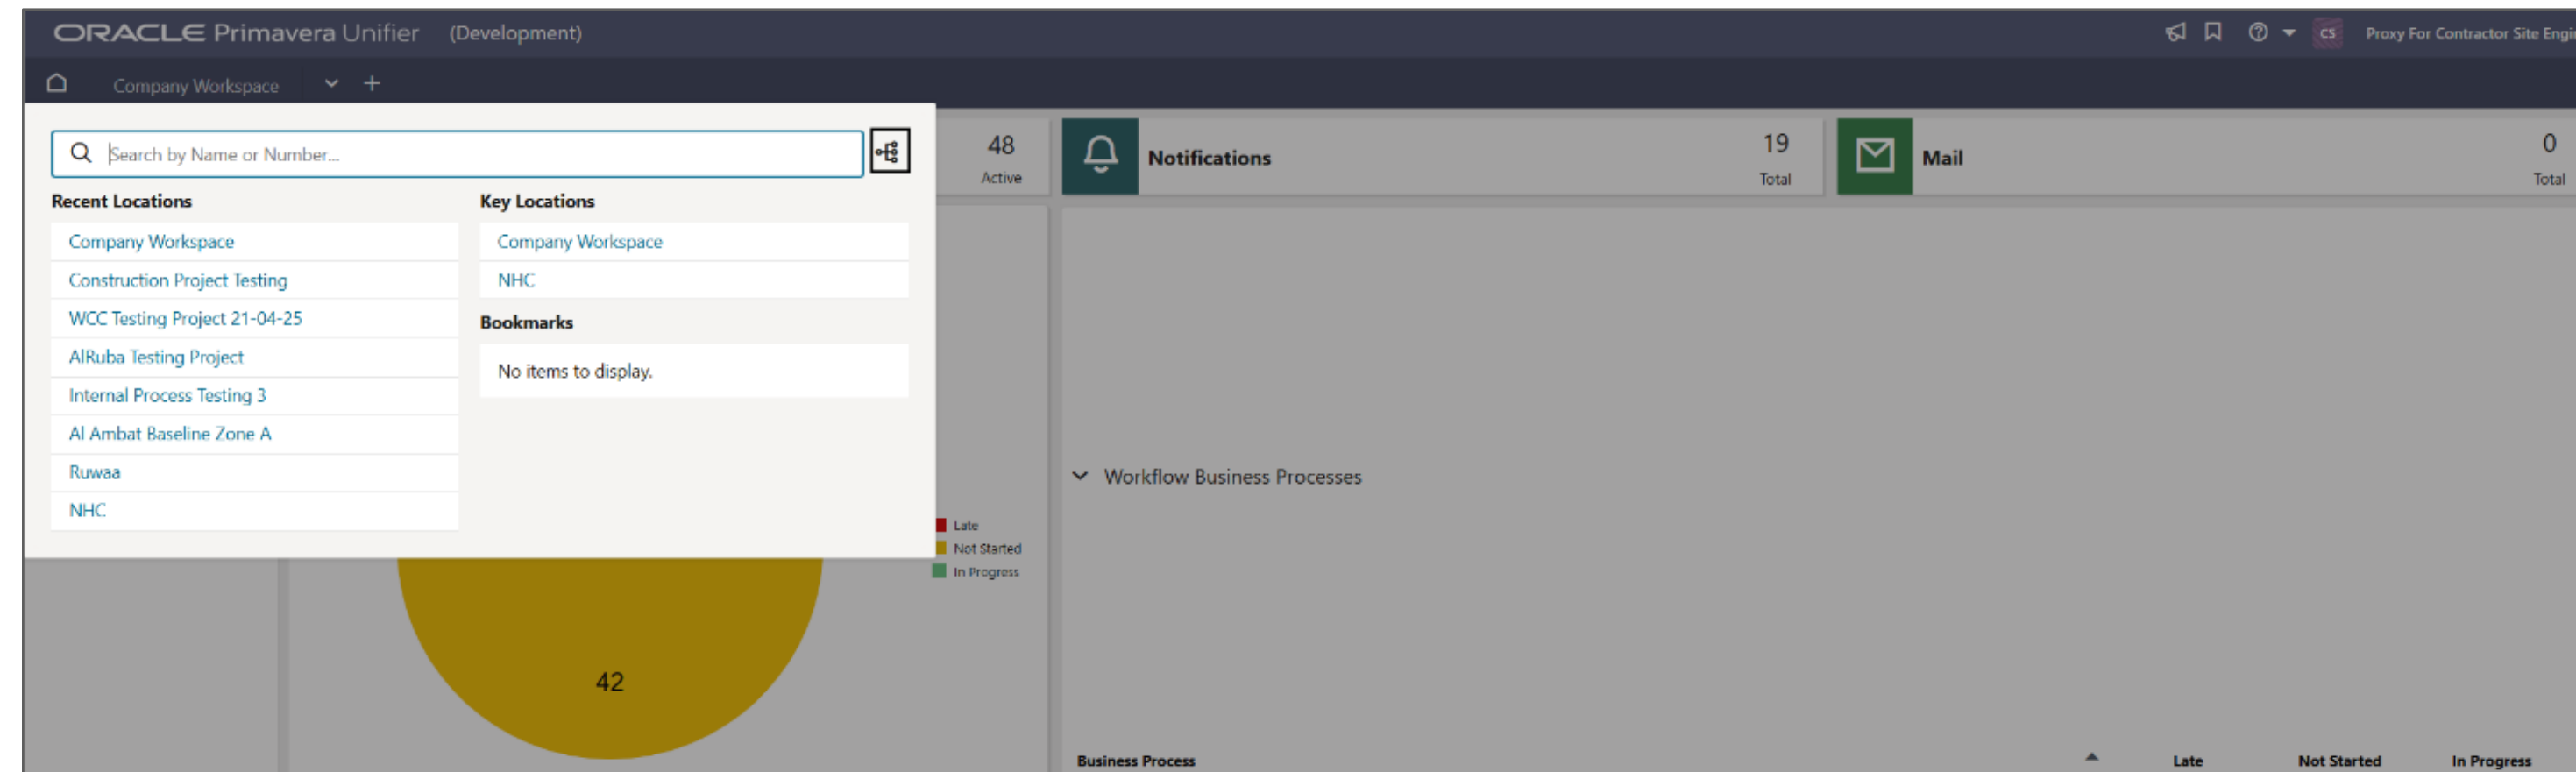 ORACLE Primavera Unifier (Development)
CS Proxy For Contractor Site Engi
Company Workspace
Search by Name or Number...
Recent Locations
Company Workspace
Construction Project Testing
WCC Testing Project 21-04-25
AlRuba Testing Project
Internal Process Testing 3
Al Ambat Baseline Zone A
Ruwaa
NHC
Key Locations
Company Workspace
NHC
Bookmarks
No items to display.
48
Active
Notifications
19
Total
Mail
0
Total
Late
Not Started
In Progress
42
Workflow Business Processes
Business Process Late Not Started In Progress